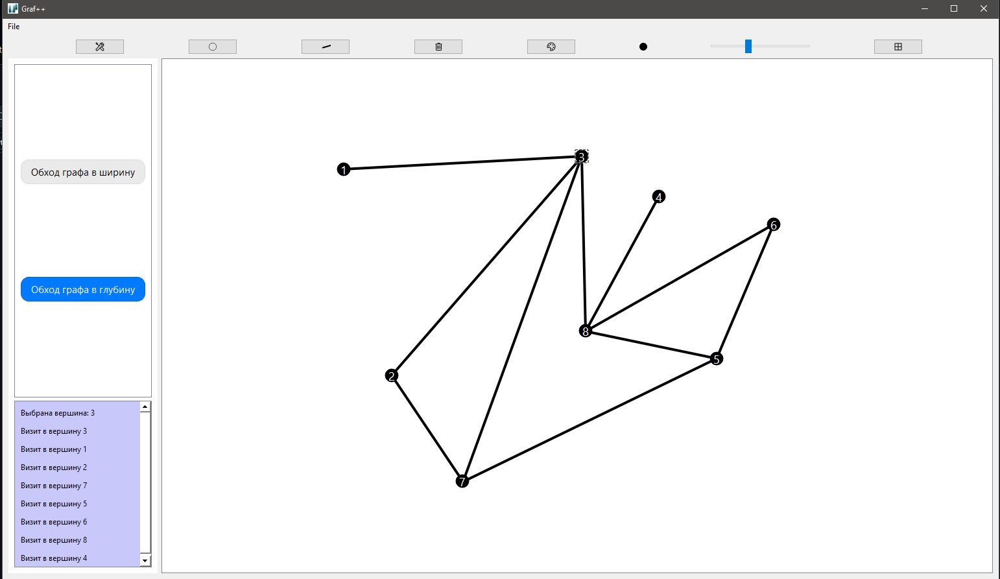 Graf++
File
Обход графа в ширину
Обход графа в глубину
Выбрана вершина: 3
Визит в вершину 3
Визит в вершину 1
Визит в вершину 2
Визит в вершину 7
Визит в вершину 5
Визит в вершину 6
Визит в вершину 8
Визит в вершину 4
3
1
4
6
8
5
2
7